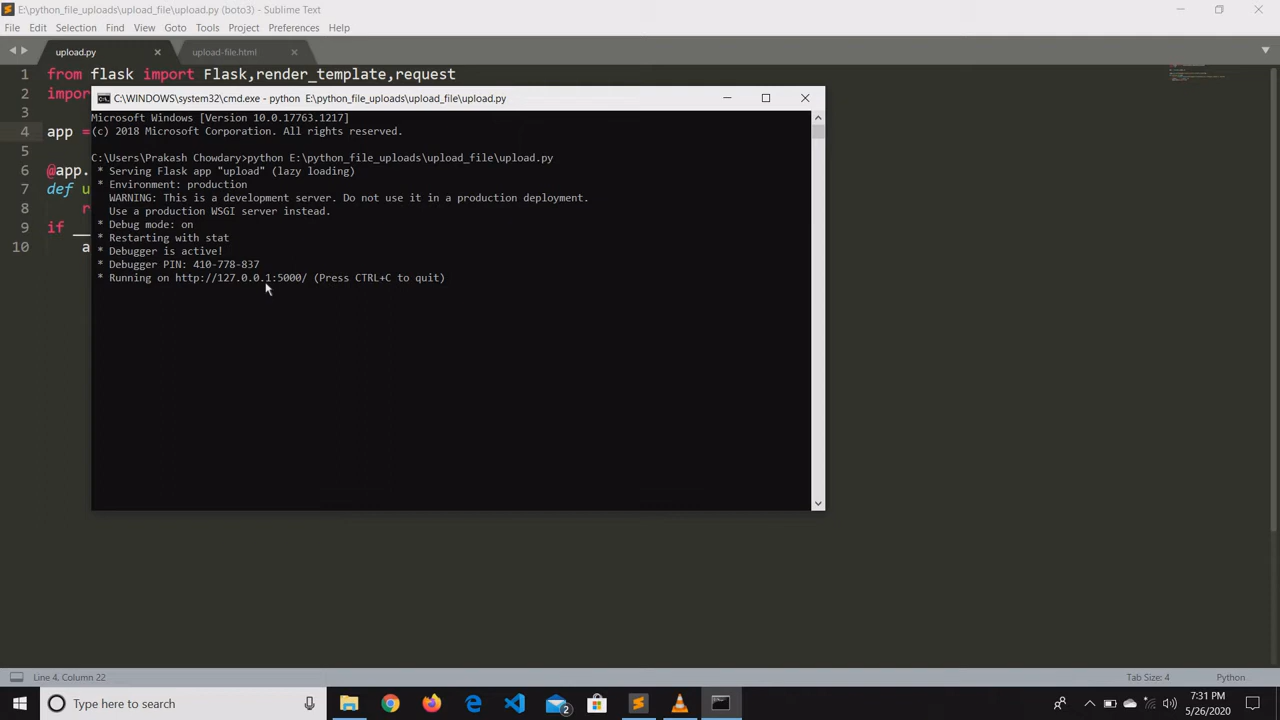 E:\python_file_uploads\upload_file\upload.py (boto3) - Sublime Text
File Edit Selection Find View Goto Tools Project Preferences Help
upload.py
upload-file.html
1 from flask import Flask,render_template,request
2 impor
3
4 app =
5
6 @app.
7 def u
8 r
9 if __
10 a
C:\WINDOWS\system32\cmd.exe - python E:\python_file_uploads\upload_file\upload.py
Microsoft Windows [Version 10.0.17763.1217]
(c) 2018 Microsoft Corporation. All rights reserved.
C:\Users\Prakash Chowdary>python E:\python_file_uploads\upload_file\upload.py
* Serving Flask app "upload" (lazy loading)
* Environment: production
WARNING: This is a development server. Do not use it in a production deployment.
Use a production WSGI server instead.
* Debug mode: on
* Restarting with stat
* Debugger is active!
* Debugger PIN: 410-778-837
* Running on http://127.0.0.1:5000/ (Press CTRL+C to quit)
Line 4, Column 22
Tab Size: 4
Python
Type here to search
2
7:31 PM
5/26/2020